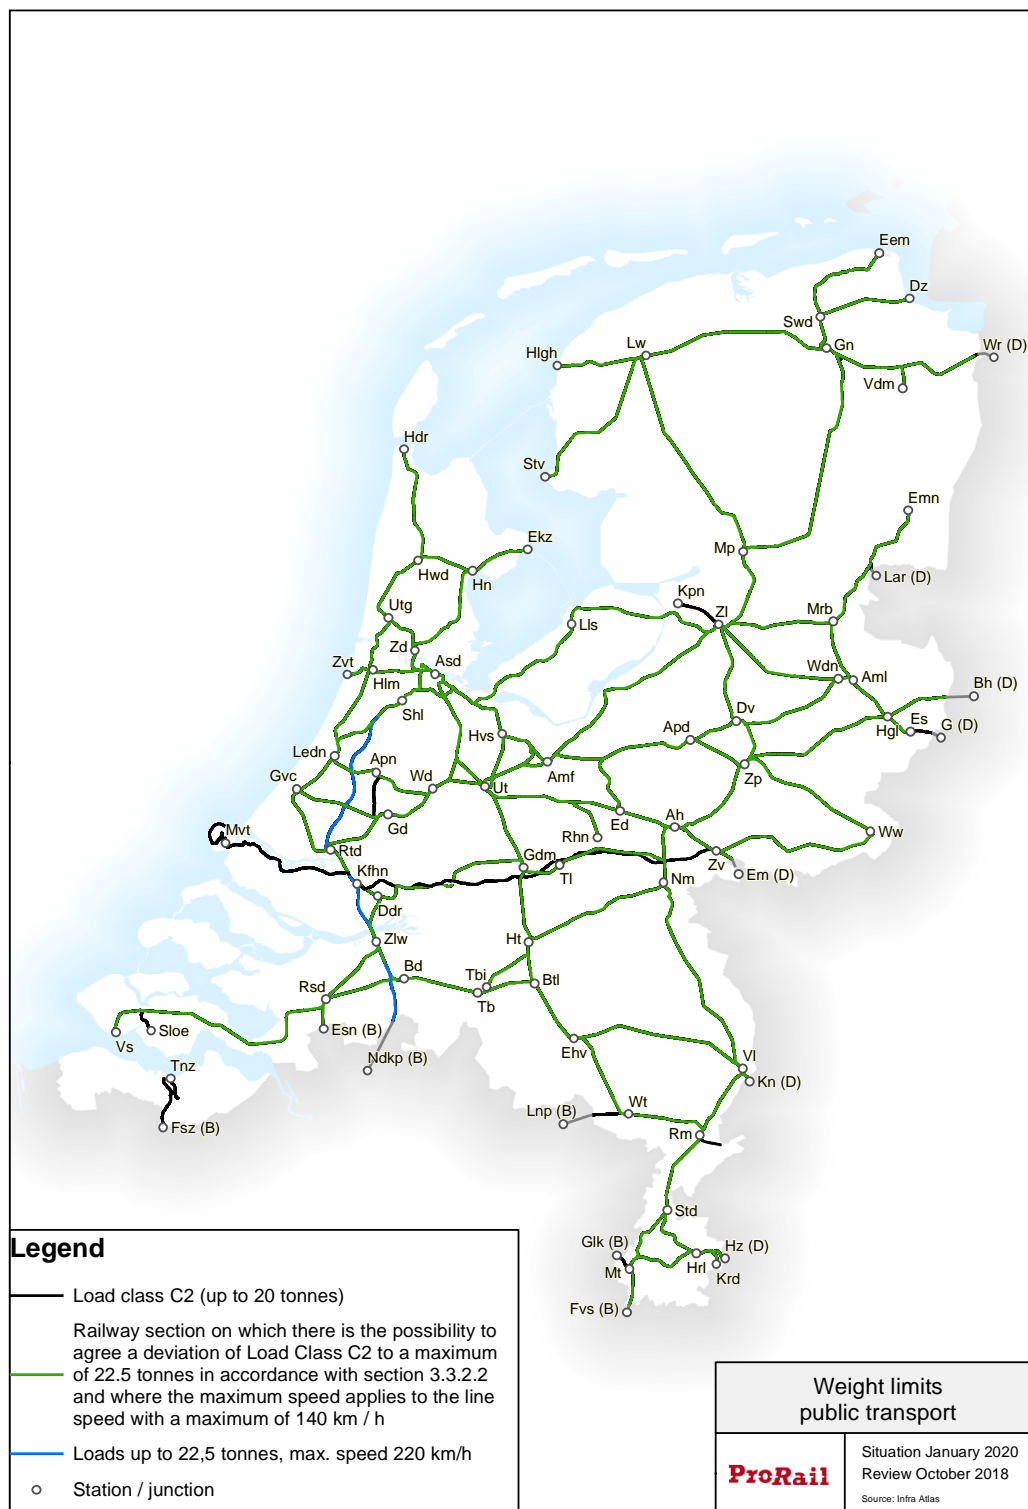 Eem
Dz
Swd
Gn
Wr (D)
Lw
Hlgh
Vdm
Hdr
Stv
Emn
Ekz
Mp
Hwd
Hn
Lar (D)
Kpn
Utg
Zl
Mrb
Lls
Zd
Zvt
Asd
Hlm
Wdn
Aml
Bh (D)
Shl
Dv
Es
G (D)
Hvs
Apd
Hgl
Ledn
Apn
Amf
Zp
Gvc
Wd
Ut
Gd
Ed
Ah
Ww
Mvt
Rhn
Rtd
Gdm
Zv
Kfhn
Tl
Em (D)
Nm
Ddr
Zlw
Ht
Bd
Tbi
Btl
Rsd
Tb
Sloe
Esn (B)
Vs
Ehv
Ndkp (B)
Vl
Tnz
Kn (D)
Lnp (B)
Wt
Fsz (B)
Rm
Std
Glk (B)
Hz (D)
Mt
Hrl
Krd
Fvs (B)
Legend
Load class C2 (up to 20 tonnes)
Railway section on which there is the possibility to
agree a deviation of Load Class C2 to a maximum
of 22.5 tonnes in accordance with section 3.3.2.2
and where the maximum speed applies to the line
speed with a maximum of 140 km / h
Loads up to 22,5 tonnes, max. speed 220 km/h
Station / junction
Weight limits
public transport
ProRail
Situation January 2020
Review October 2018
Source: Infra Atlas